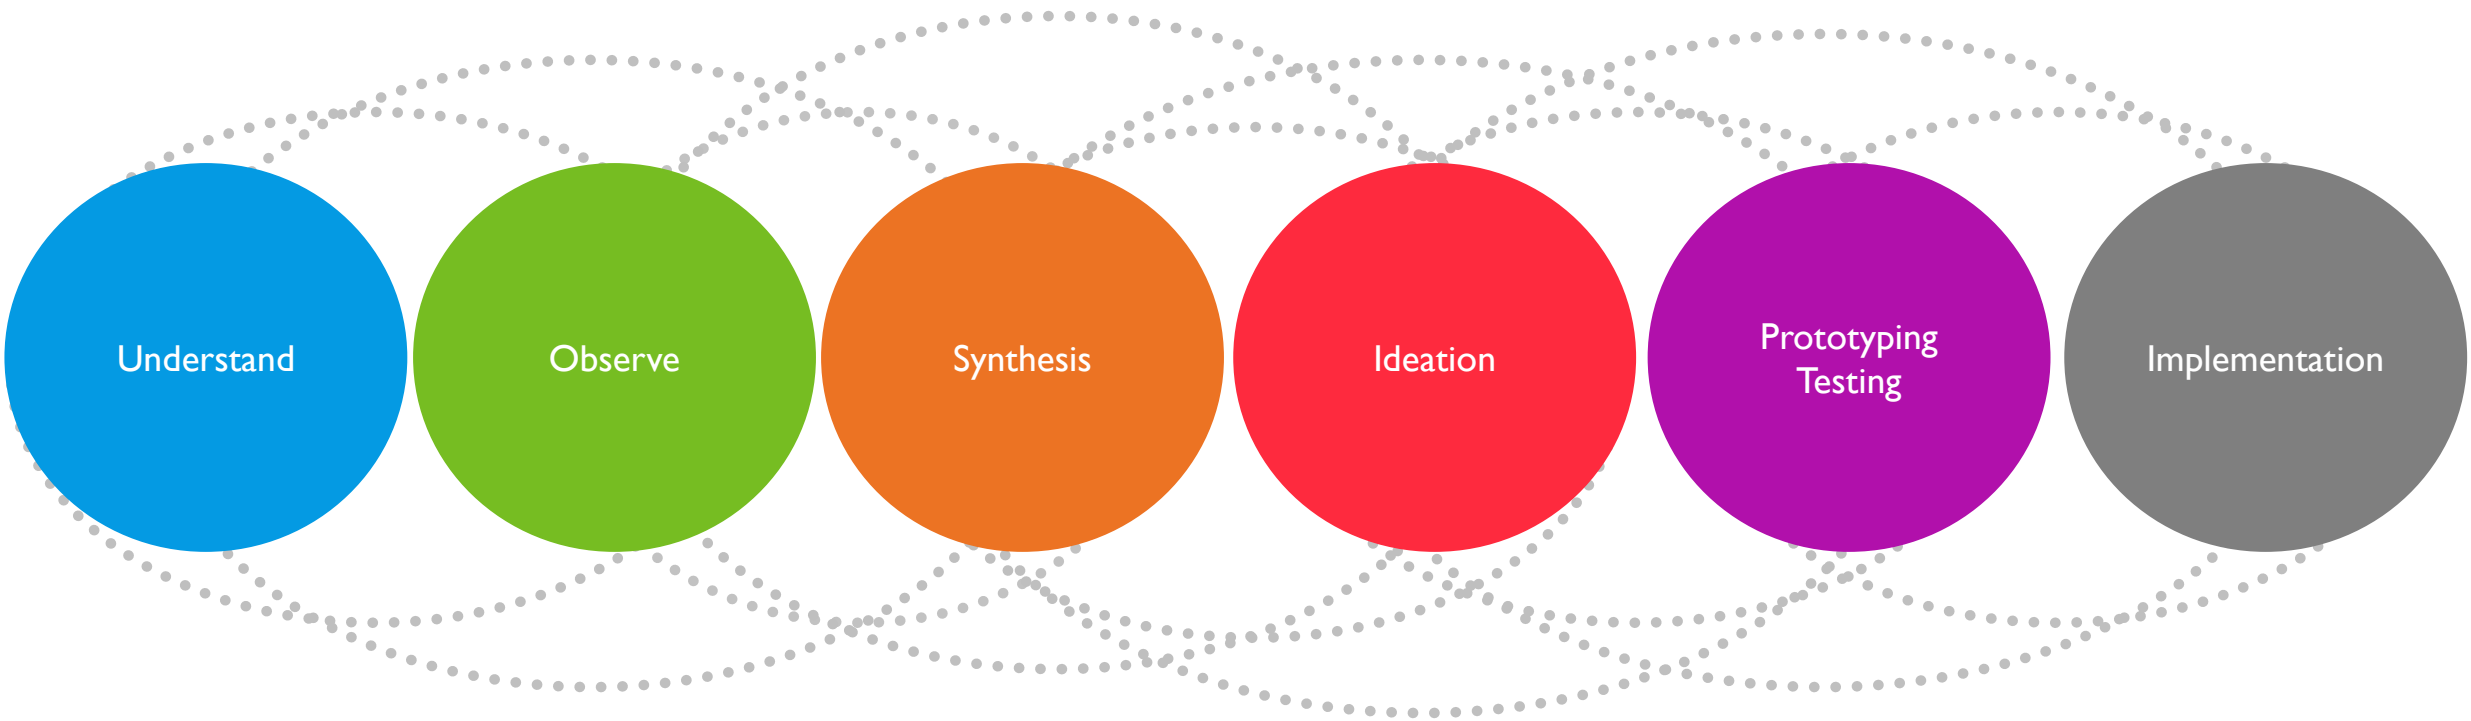 Understand
Observe
Synthesis
Ideation
Prototyping
Testing
Implementation